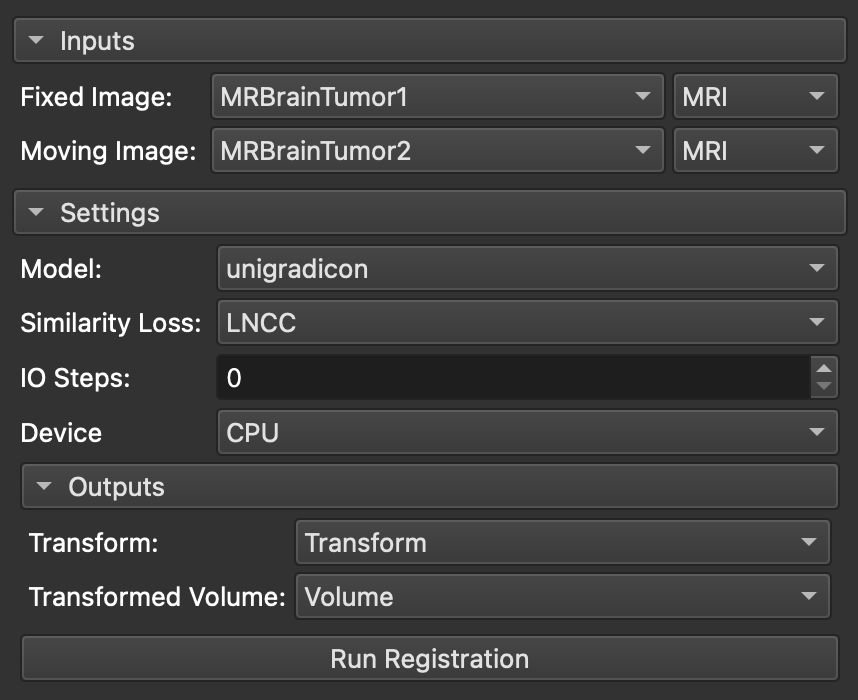 Inputs
Fixed Image: MRBrainTumor1 MRI
Moving Image: MRBrainTumor2 MRI
Settings
Model: unigradicon
Similarity Loss: LNCC
IO Steps: 0
Device CPU
Outputs
Transform: Transform
Transformed Volume: Volume
Run Registration